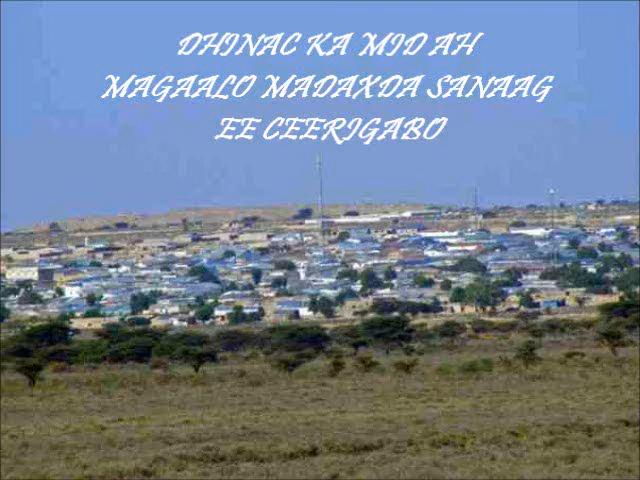 DHINAC KA MID AH
MAGAALO MADAXDA SANAAG
EE CEERIGABO